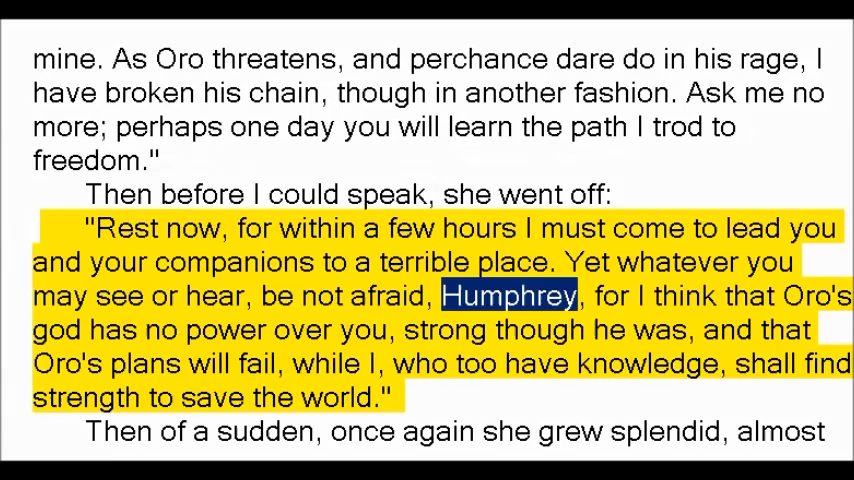 mine. As Oro threatens, and perchance dare do in his rage, I
have broken his chain, though in another fashion. Ask me no
more; perhaps one day you will learn the path I trod to
freedom."
Then before I could speak, she went off:
"Rest now, for within a few hours I must come to lead you
and your companions to a terrible place. Yet whatever you
may see or hear, be not afraid, Humphrey, for I think that Oro's
god has no power over you, strong though he was, and that
Oro's plans will fail, while I, who too have knowledge, shall find
strength to save the world."
Then of a sudden, once again she grew splendid, almost